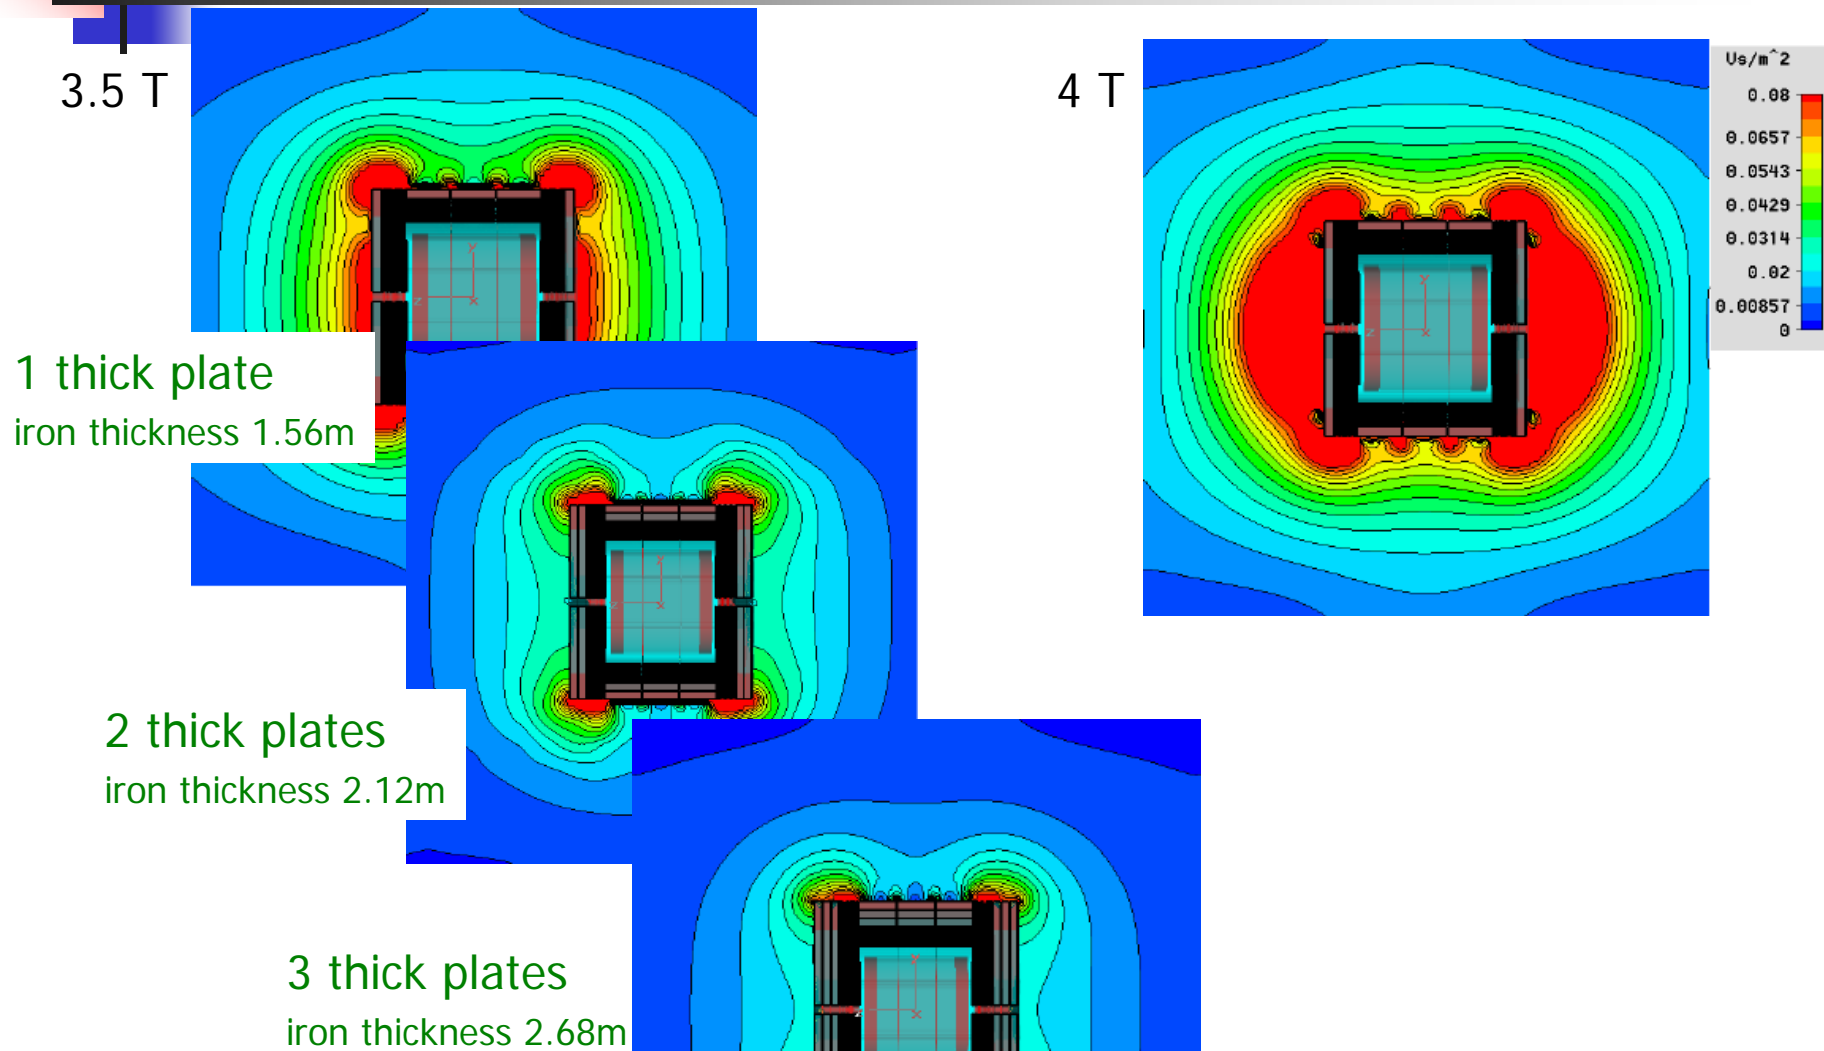 3.5 T
4 T
Vs/m^2
0.08
0.0657
0.0543
0.0429
0.0314
0.02
0.00857
0
1 thick plate
iron thickness 1.56m
2 thick plates
iron thickness 2.12m
3 thick plates
iron thickness 2.68m